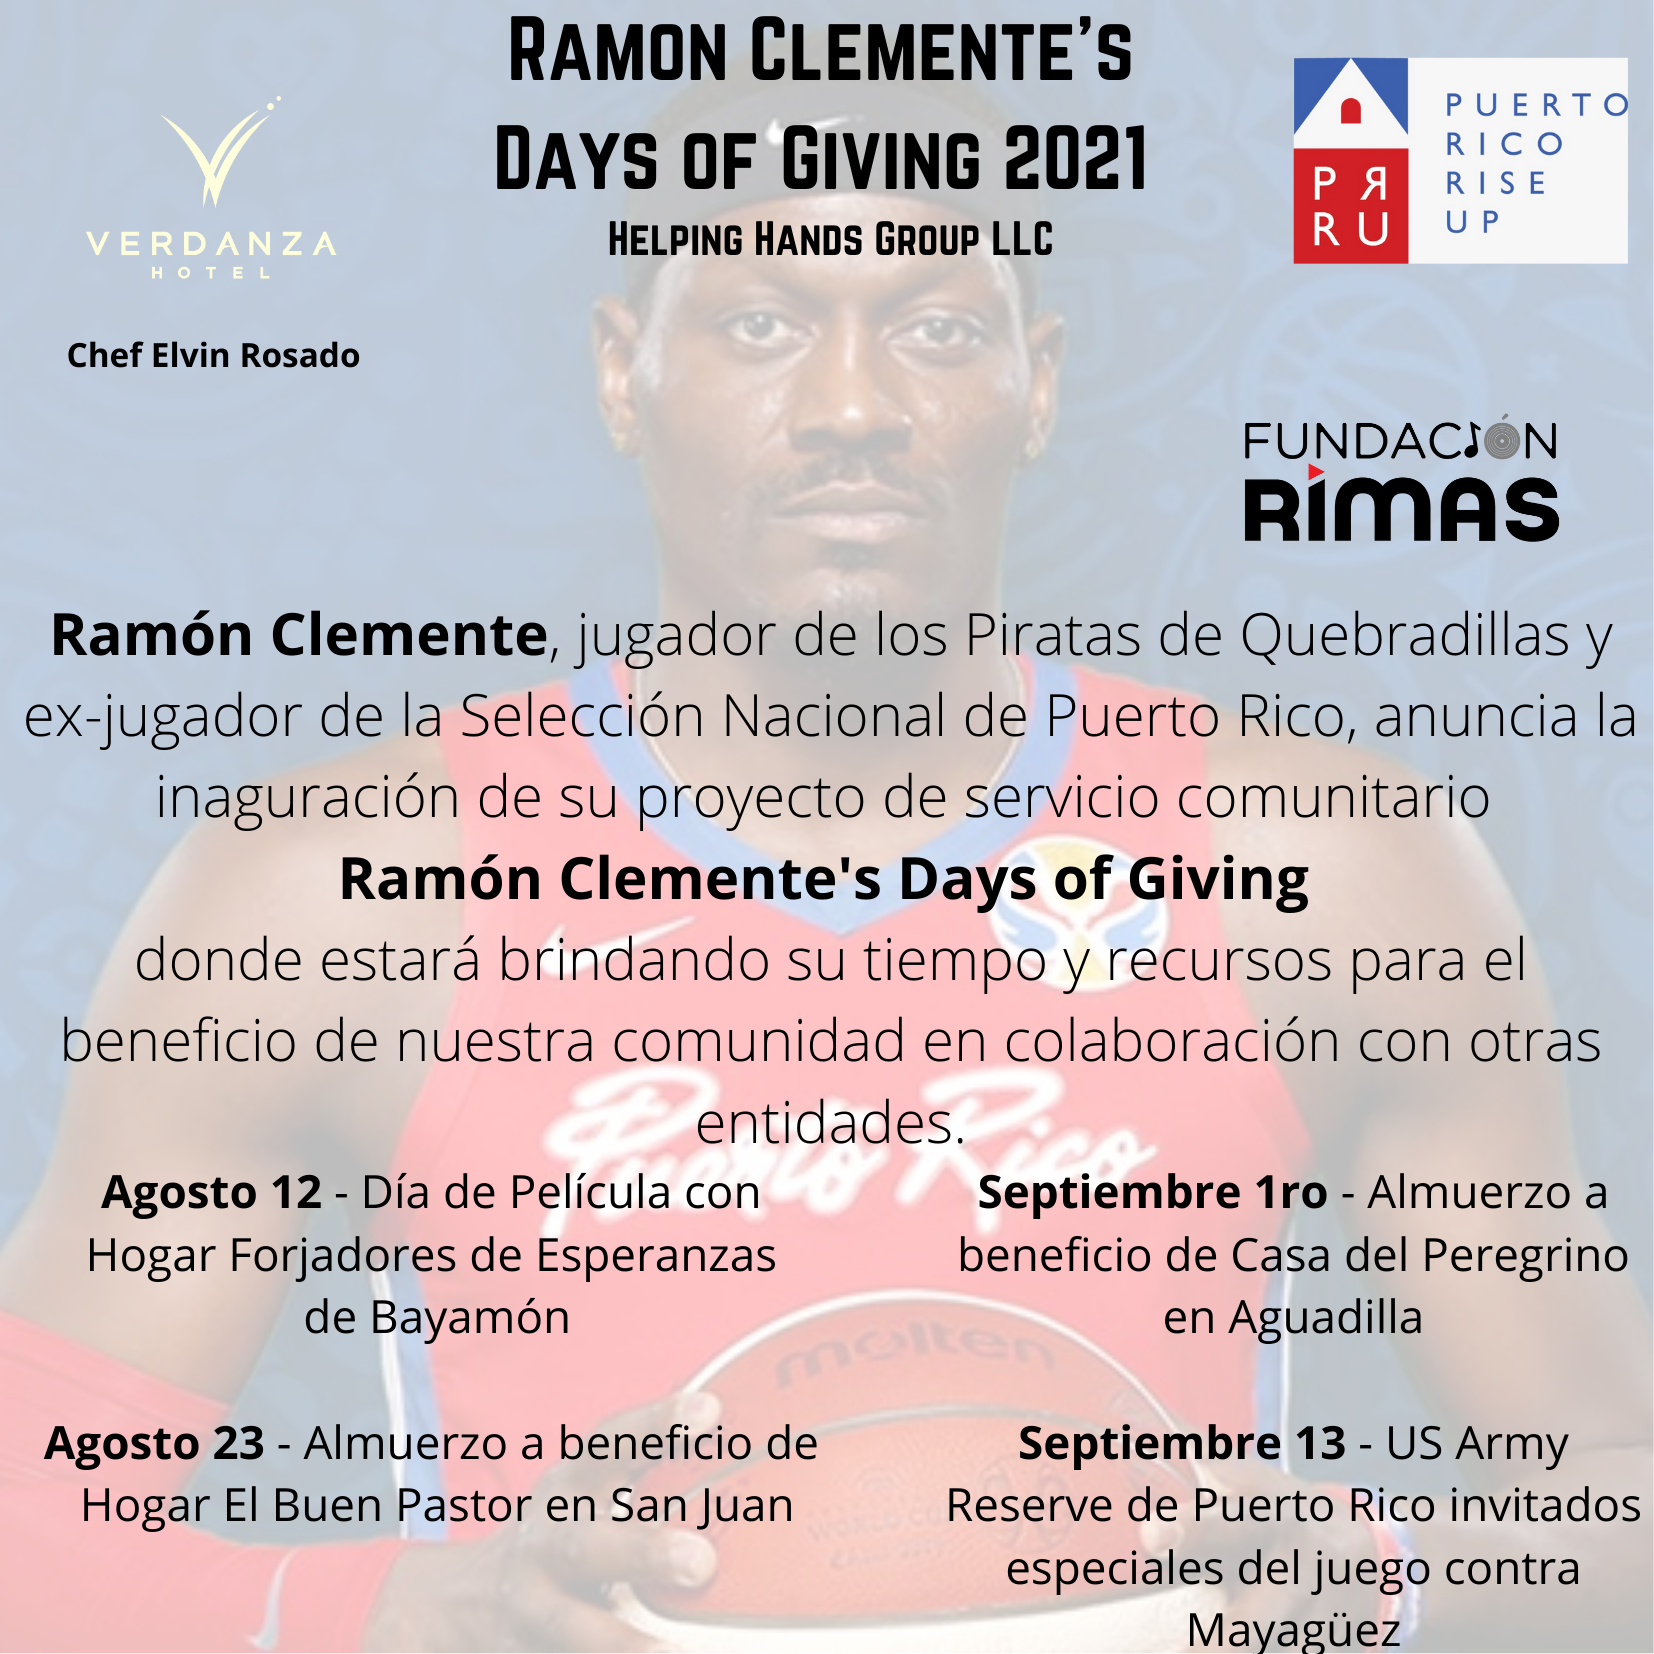 Ramon Clemente's
Days of Giving 2021
Helping Hands Group LLC
VERDANZA
HOTEL
Chef Elvin Rosado
PUERTO
RICO
RISE
UP
PR
RU
FUNDACIÓN
RIMAS
Ramón Clemente, jugador de los Piratas de Quebradillas y
ex-jugador de la Selección Nacional de Puerto Rico, anuncia la
inaguración de su proyecto de servicio comunitario
Ramón Clemente's Days of Giving
donde estará brindando su tiempo y recursos para el
beneficio de nuestra comunidad en colaboración con otras
entidades.
Puerto Rico
Agosto 12 - Día de Película con
Hogar Forjadores de Esperanzas
de Bayamón
Agosto 23 - Almuerzo a beneficio de
Hogar El Buen Pastor en San Juan
Septiembre 1ro - Almuerzo a
beneficio de Casa del Peregrino
en Aguadilla
Septiembre 13 - US Army
Reserve de Puerto Rico invitados
especiales del juego contra
Mayagüez
molten